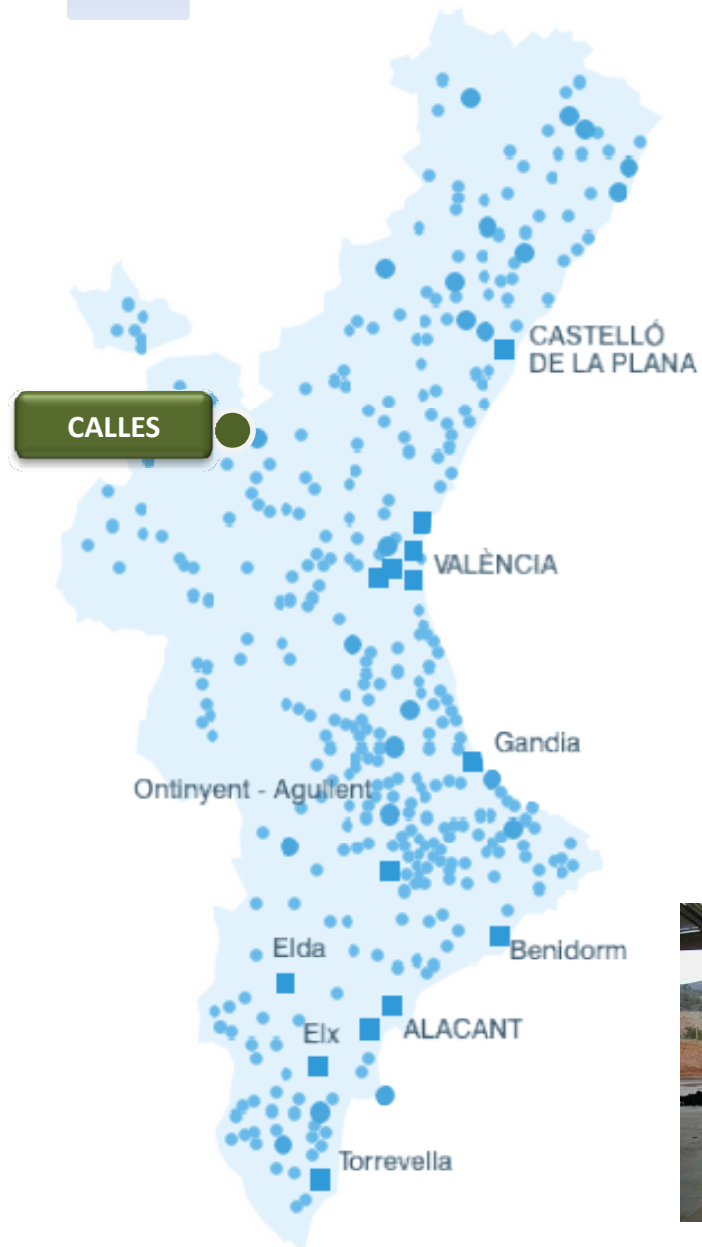 CASTELLÓ
DE LA PLANA
CALLES
VALÈNCIA
Gandia
Ontinyent - Agullent
Elda
Benidorm
Elx
ALACANT
Torrevella